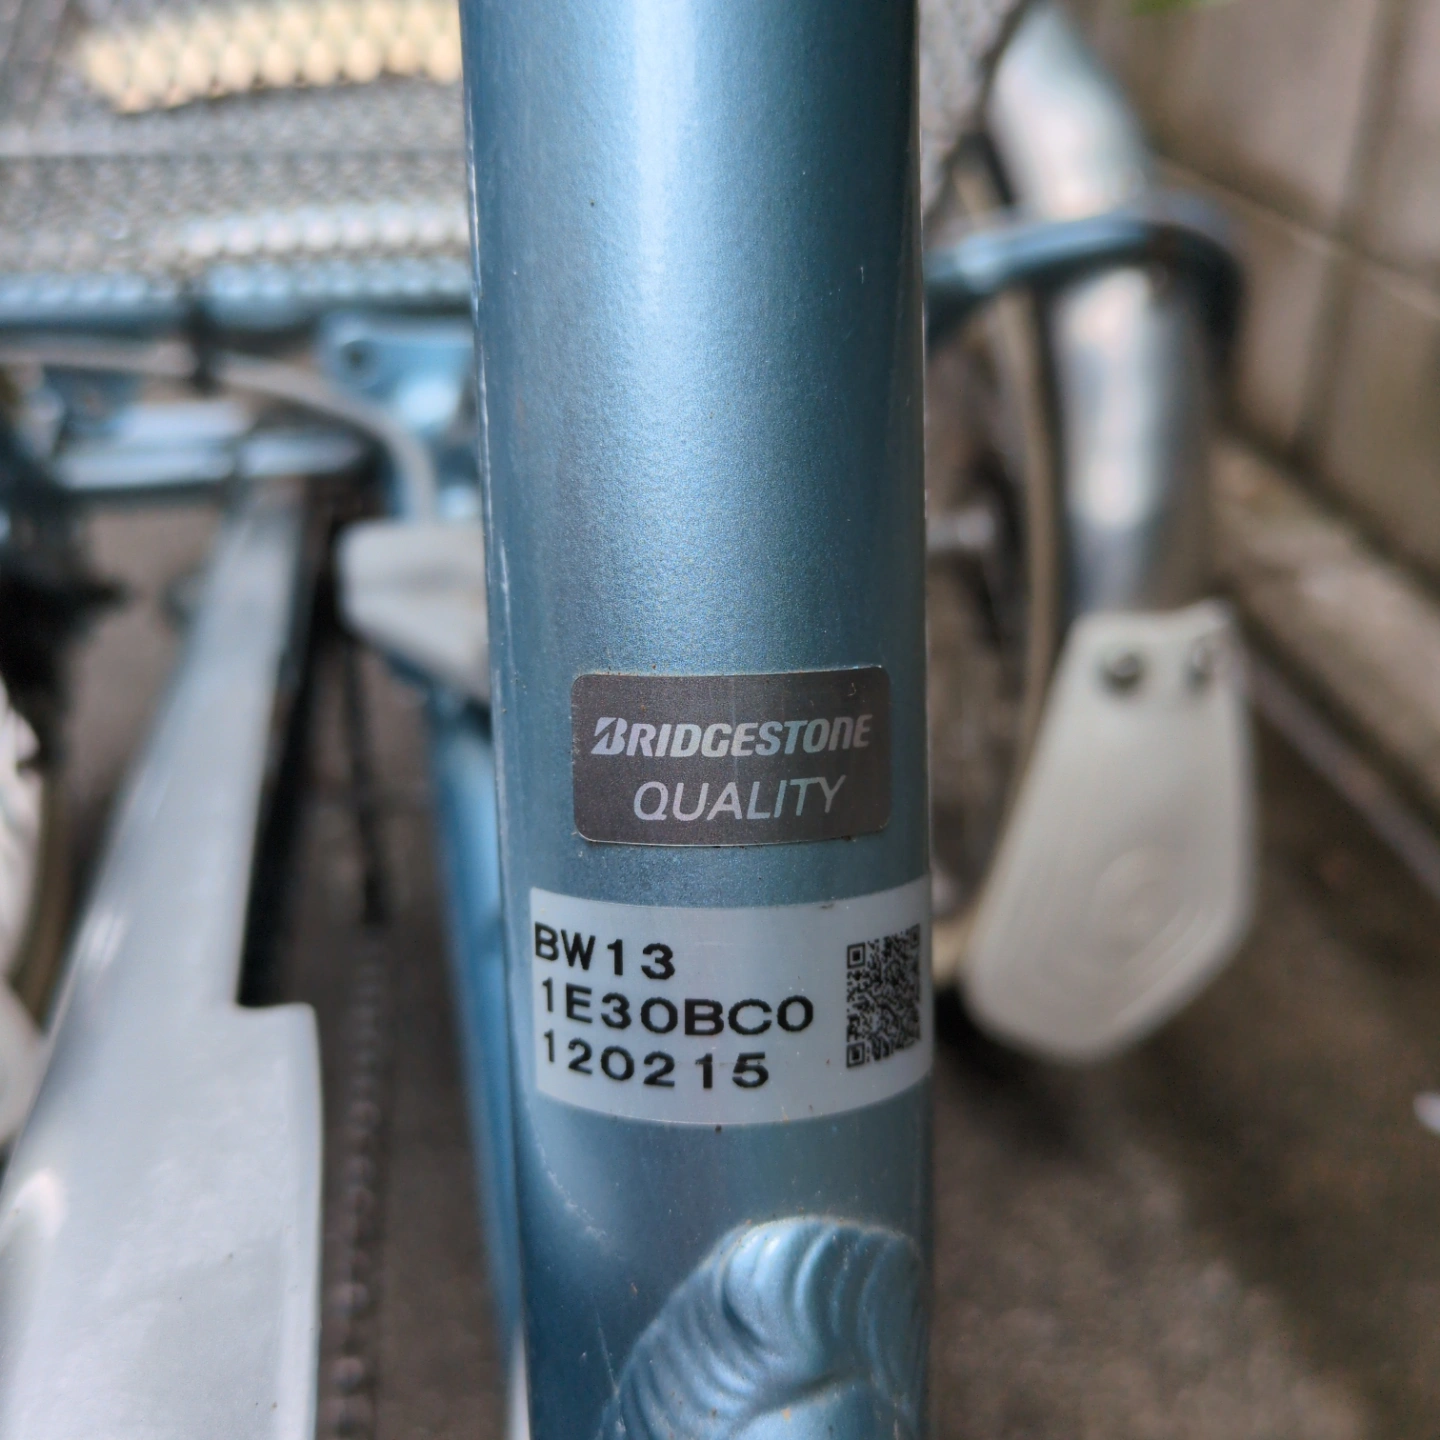 BRIDGESTONE
QUALITY
BW13
1E30BC0
120215